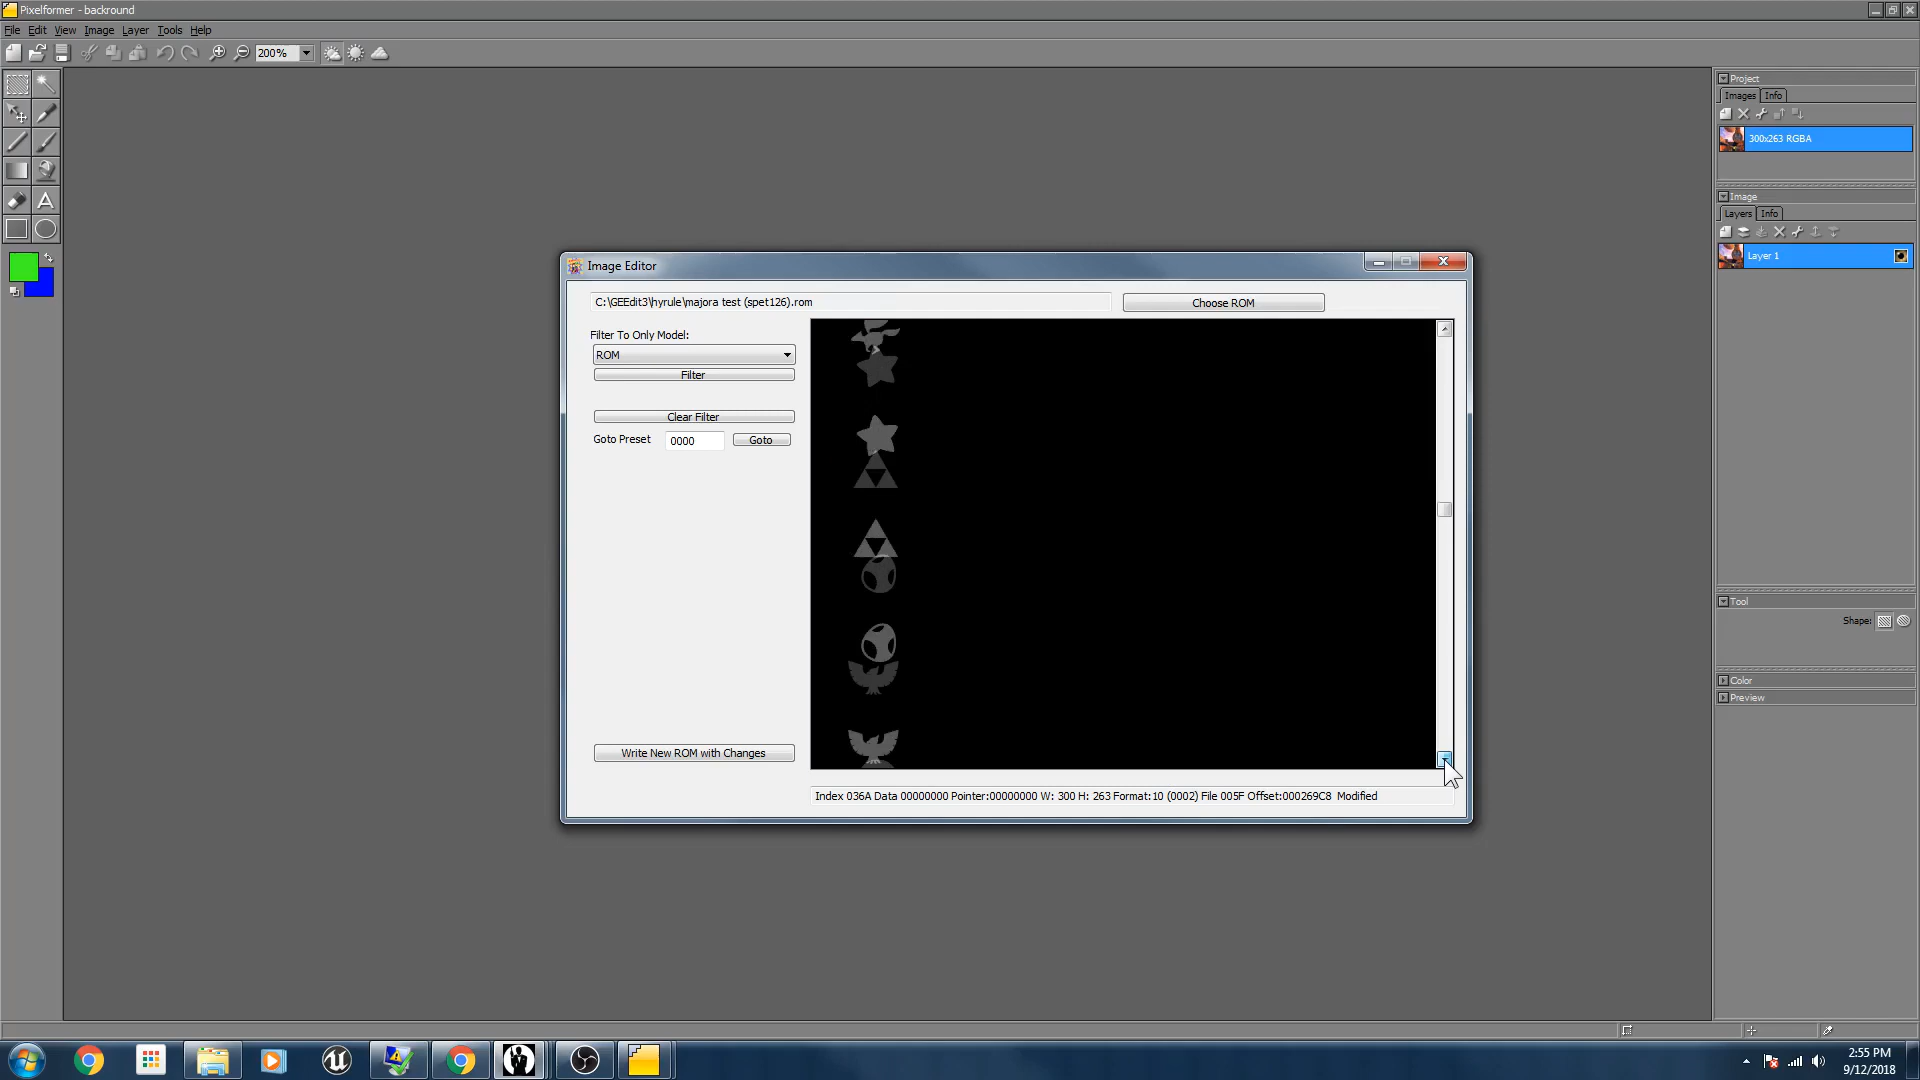 Pixelformer - backround
File Edit View Image Layer Tools Help
200%
Project
Images Info
300x263 RGBA
Image
Layers Info
Layer 1
Tool
Shape:
Color
Preview
Image Editor
C:\GEEdit3\hyrule\majora test (spet126).rom
Choose ROM
Filter To Only Model:
ROM
Filter
Clear Filter
Goto Preset 0000 Goto
Write New ROM with Changes
Index 036A Data 00000000 Pointer:00000000 W: 300 H: 263 Format:10 (0002) File 005F Offset:000269C8 Modified
2:55 PM
9/12/2018